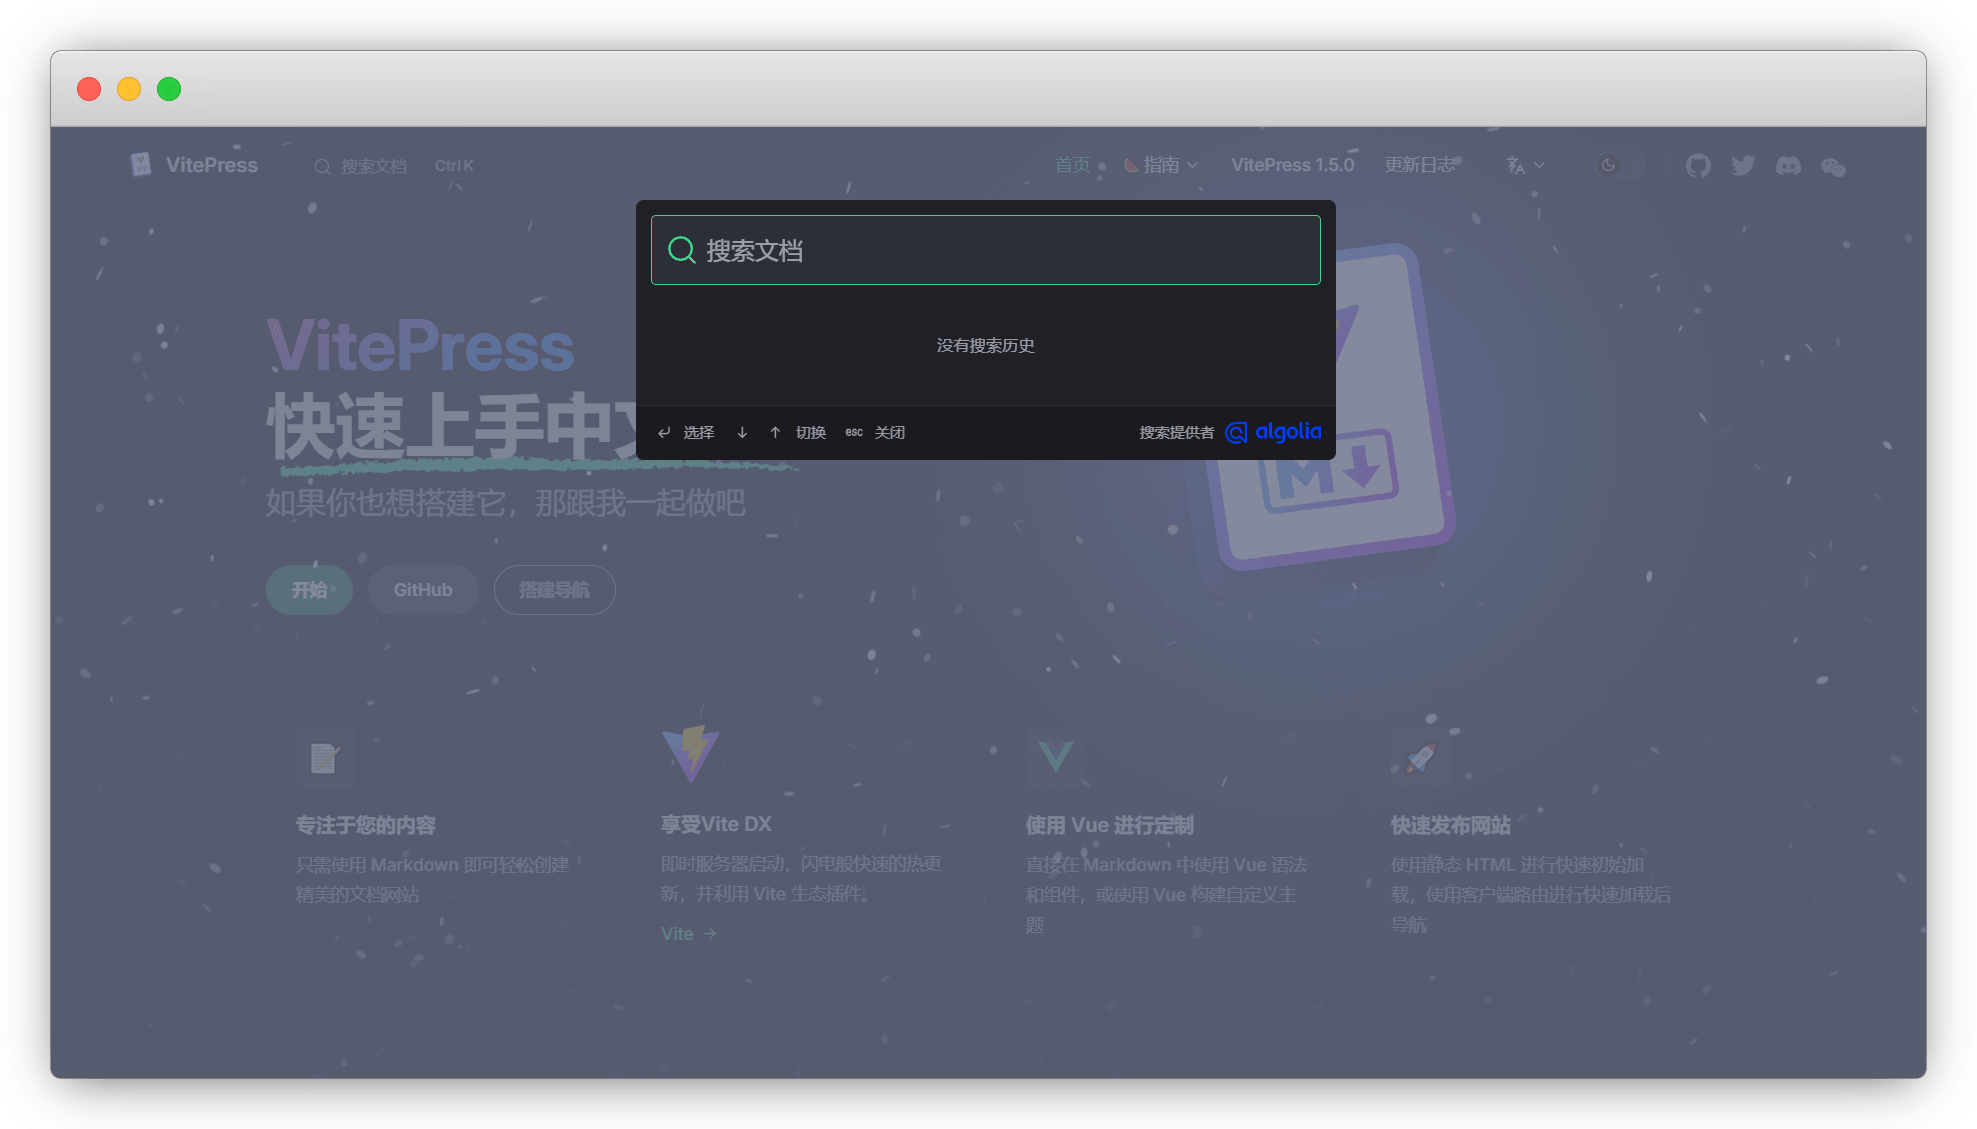 VitePress
搜索文档
Ctrl K
首页
指南
VitePress 1.5.0
更新日志
搜索文档
没有搜索历史
选择
切换
esc 关闭
搜索提供者 algolia
VitePress
快速上手中文
如果你也想搭建它，那跟我一起做吧
开始
GitHub
搭建导航
M
专注于您的内容
只需使用 Markdown 即可轻松创建
精美的文档网站
享受Vite DX
即时服务器启动，闪电般快速的热更
新，并利用 Vite 生态插件。
Vite
使用 Vue 进行定制
直接在 Markdown 中使用 Vue 语法
和组件，或使用 Vue 构建自定义主
题
快速发布网站
使用静态 HTML 进行快速初始加
载，使用客户端路由进行快速加载后
导航